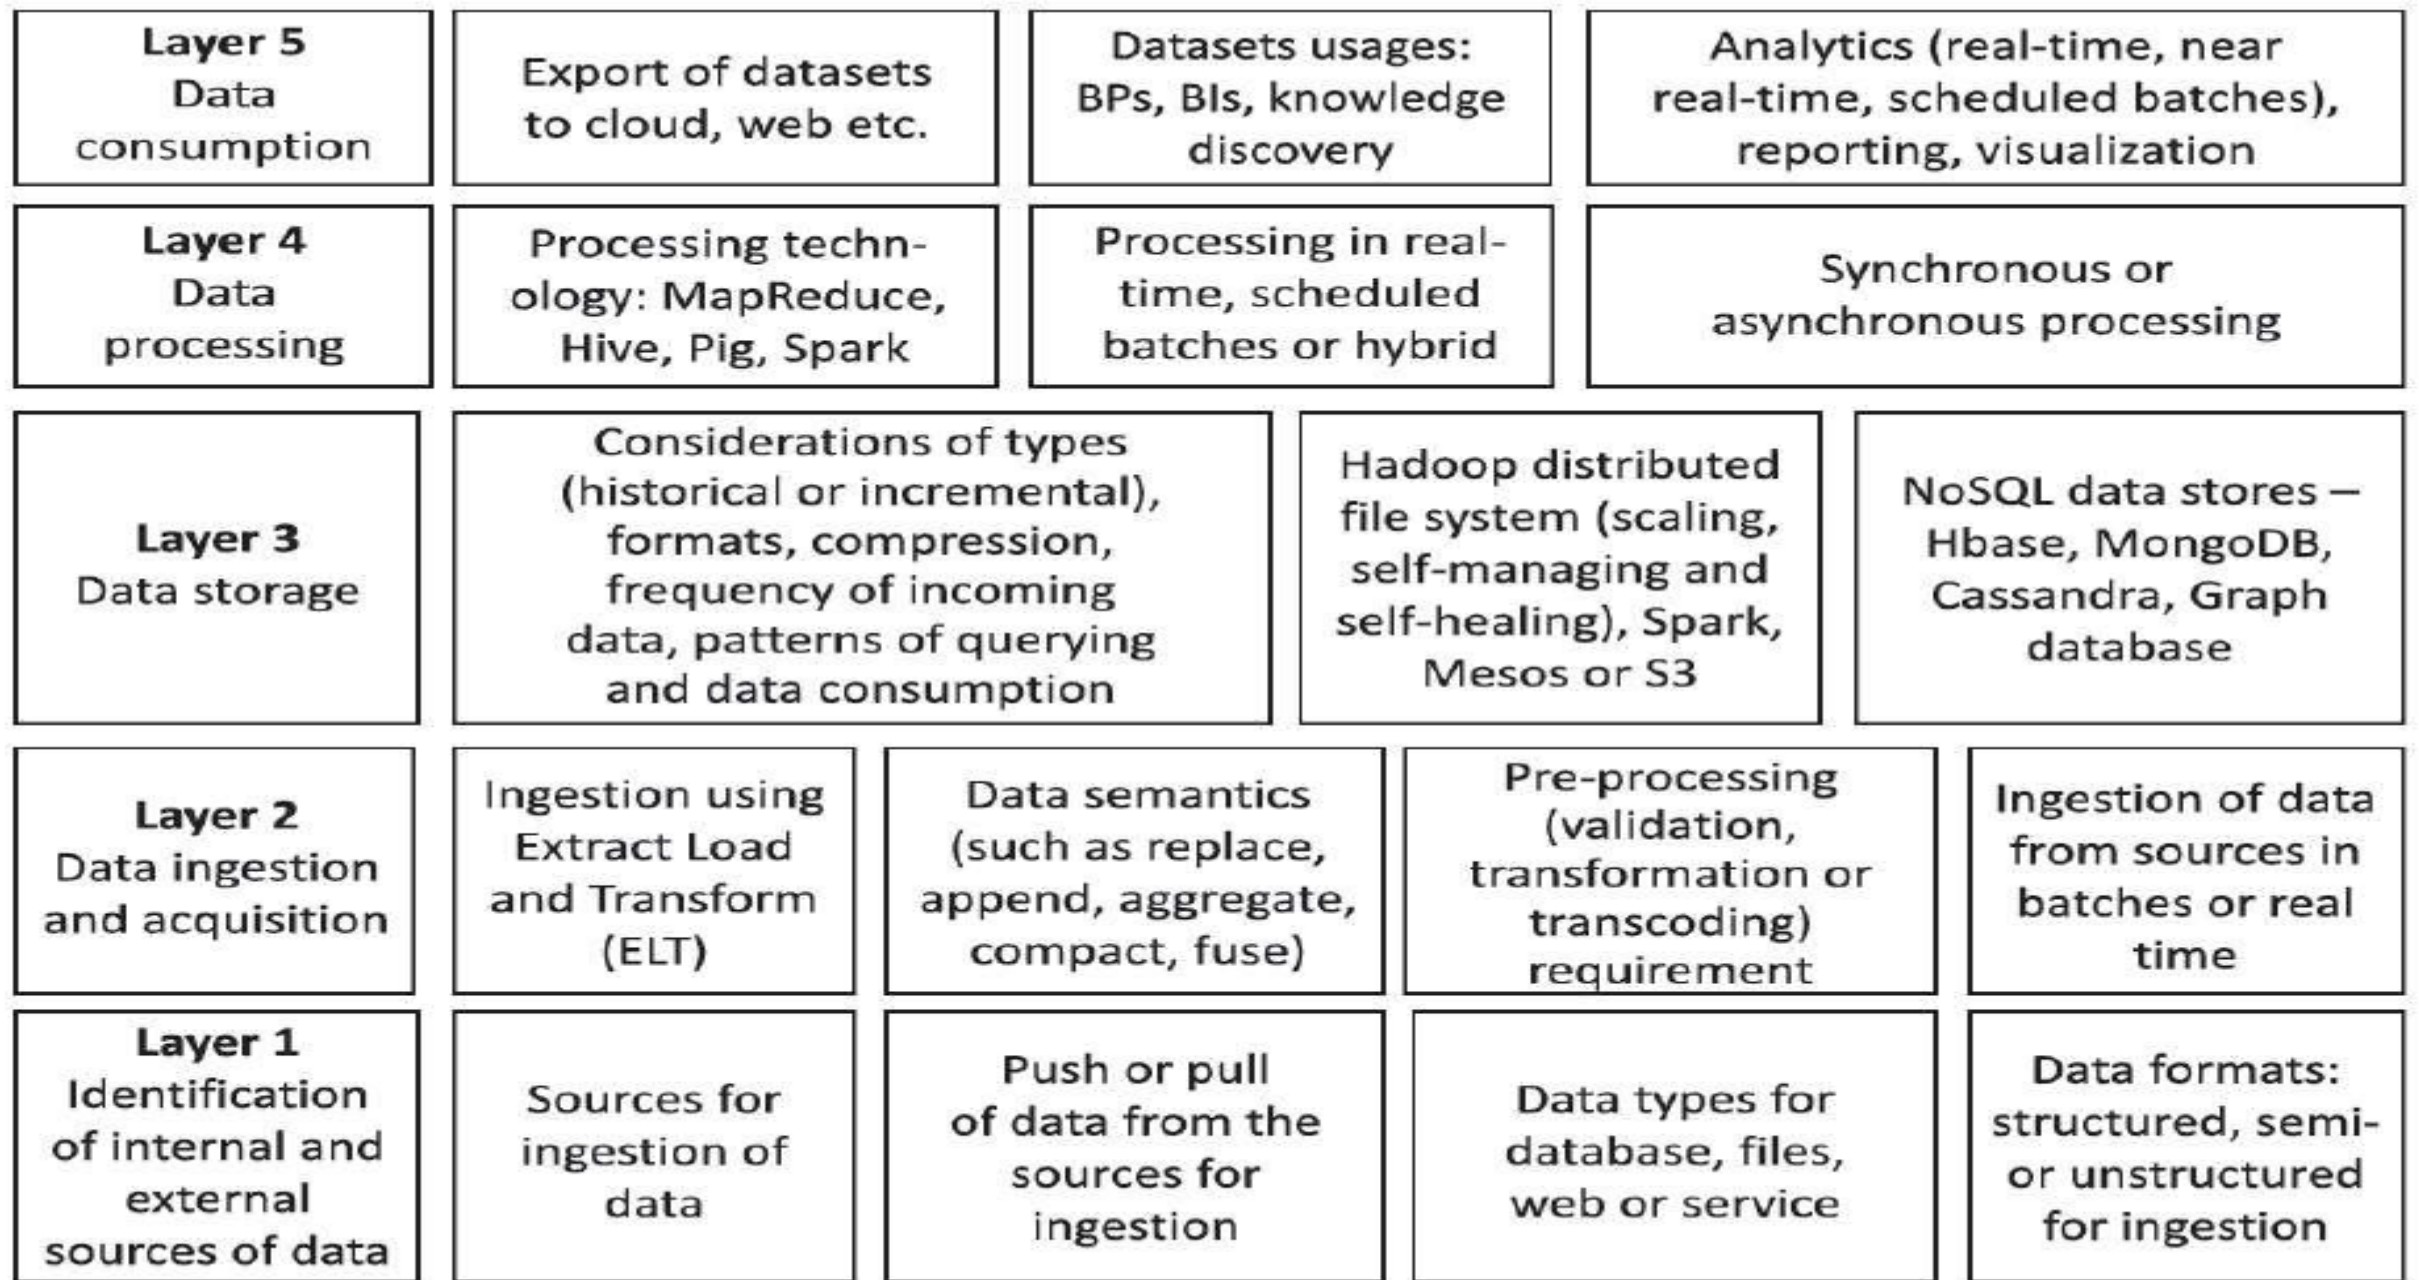 Layer 5
Data
consumption
Export of datasets
to cloud, web etc.
Datasets usages:
BPs, BIs, knowledge
discovery
Analytics (real-time, near
real-time, scheduled batches),
reporting, visualization
Layer 4
Data
processing
Processing techn-
ology: MapReduce,
Hive, Pig, Spark
Processing in real-
time, scheduled
batches or hybrid
Synchronous or
asynchronous processing
Layer 3
Data storage
Considerations of types
(historical or incremental),
formats, compression,
frequency of incoming
data, patterns of querying
and data consumption
Hadoop distributed
file system (scaling,
self-managing and
self-healing), Spark,
Mesos or S3
NoSQL data stores –
Hbase, MongoDB,
Cassandra, Graph
database
Layer 2
Data ingestion
and acquisition
Ingestion using
Extract Load
and Transform
(ELT)
Data semantics
(such as replace,
append, aggregate,
compact, fuse)
Pre-processing
(validation,
transformation or
transcoding)
requirement
Ingestion of data
from sources in
batches or real
time
Layer 1
Identification
of internal and
external
sources of data
Sources for
ingestion of
data
Push or pull
of data from the
sources for
ingestion
Data types for
database, files,
web or service
Data formats:
structured, semi-
or unstructured
for ingestion